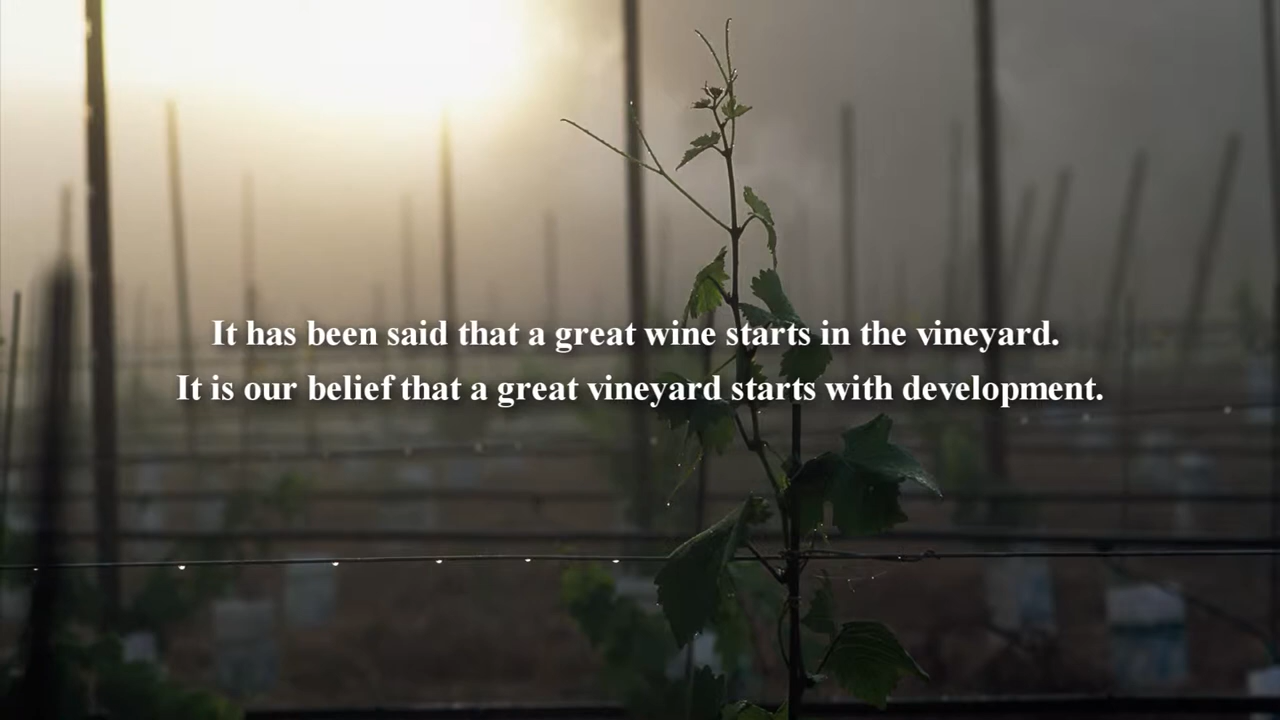 It has been said that a great wine starts in the vineyard.
It is our belief that a great vineyard starts with development.